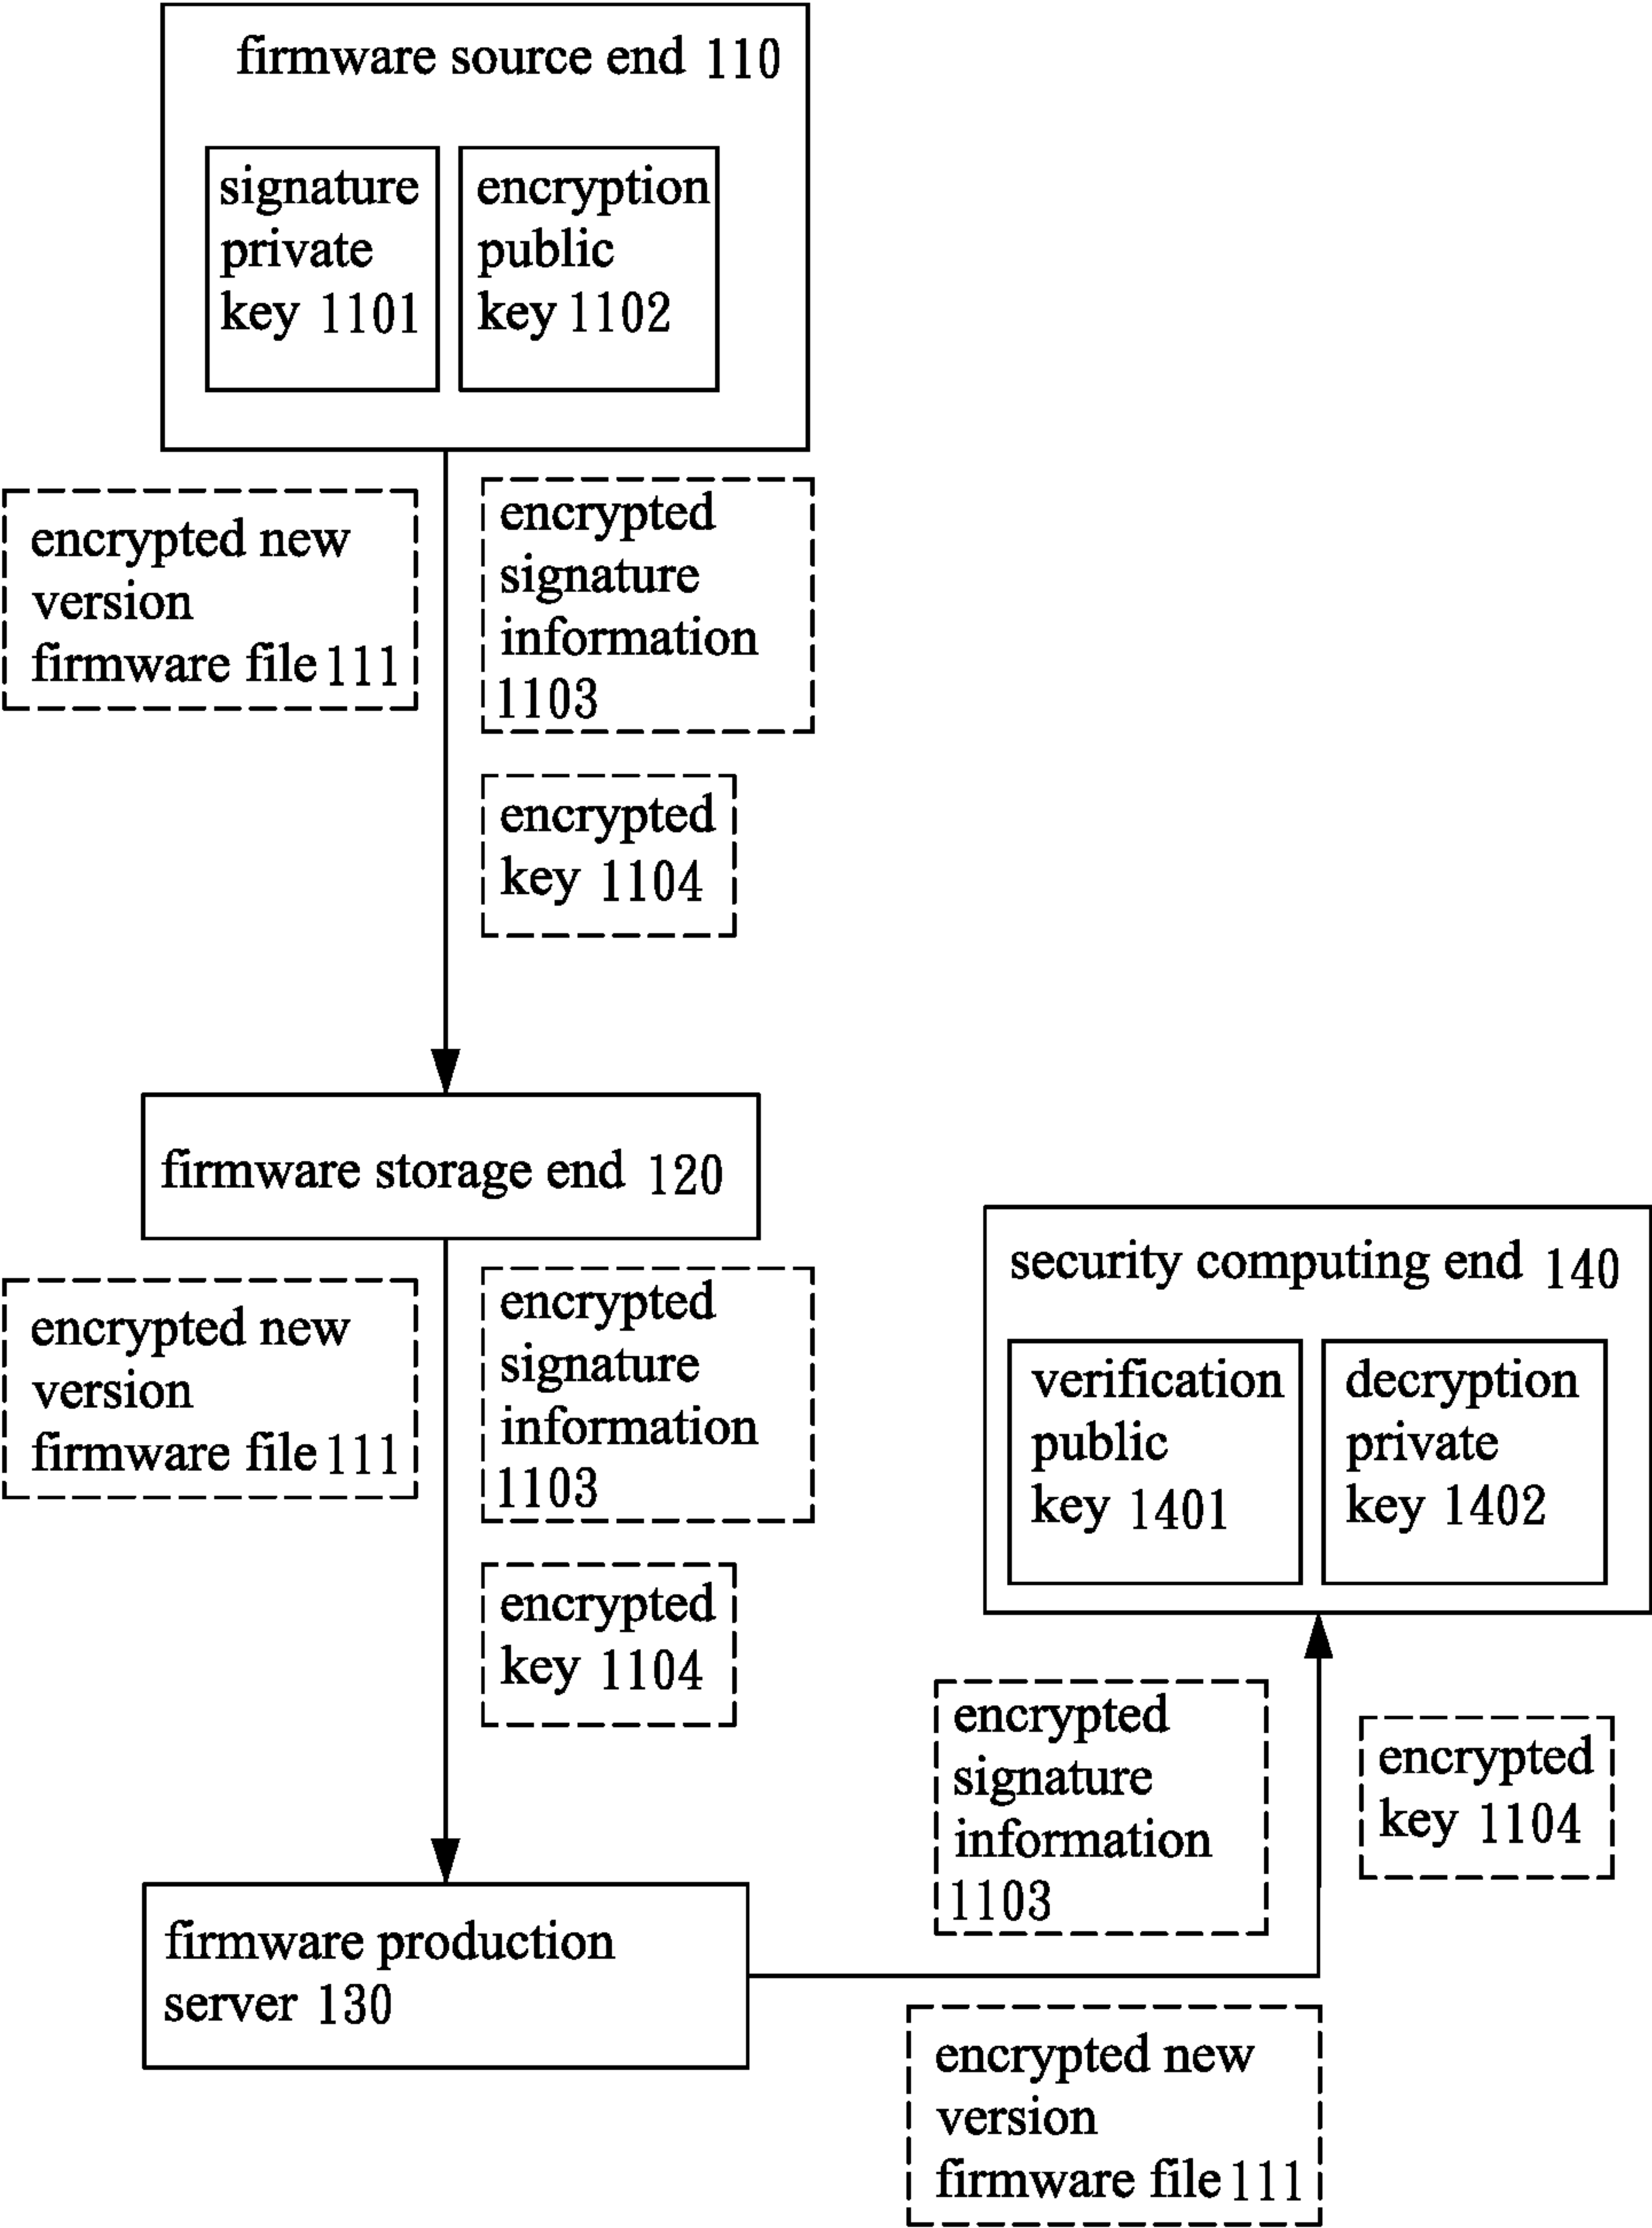 firmware source end 110
signature
private
key 1101
encryption
public
key 1102
encrypted new
version
firmware file 111
encrypted
signature
information
1103
encrypted
key 1104
firmware storage end 120
encrypted new
version
firmware file 111
encrypted
signature
information
1103
encrypted
key 1104
security computing end 140
verification
public
key 1401
decryption
private
key 1402
encrypted
signature
information
1103
encrypted
key 1104
firmware production
server 130
encrypted new
version
firmware file 111